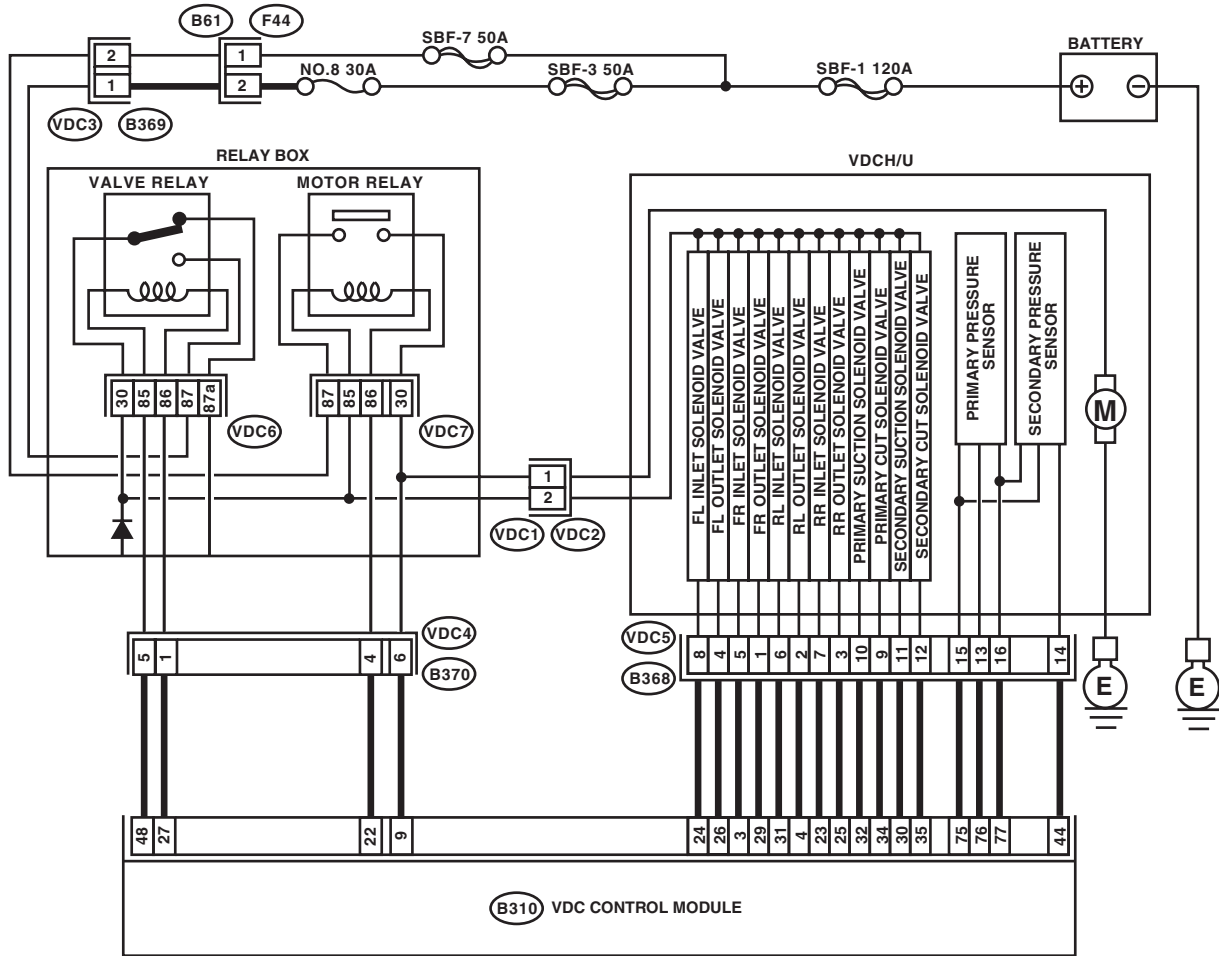 B61 F44
SBF-7 50A
BATTERY
2 1
NO.8 30A
SBF-3 50A
SBF-1 120A
1 2
VDC3 B369
RELAY BOX
VDCH/U
VALVE RELAY
MOTOR RELAY
FL INLET SOLENOID VALVE
FL OUTLET SOLENOID VALVE
FR INLET SOLENOID VALVE
FR OUTLET SOLENOID VALVE
RL INLET SOLENOID VALVE
RL OUTLET SOLENOID VALVE
RR INLET SOLENOID VALVE
RR OUTLET SOLENOID VALVE
PRIMARY SUCTION SOLENOID VALVE
PRIMARY CUT SOLENOID VALVE
SECONDARY SUCTION SOLENOID VALVE
SECONDARY CUT SOLENOID VALVE
PRIMARY PRESSURE
SENSOR
SECONDARY PRESSURE
SENSOR
M
30 85 86 87 87a
87 85 86 30
VDC6
VDC7
1
2
VDC1 VDC2
VDC4
5 1 4 6
B370
VDC5
8 4 5 1 6 2 7 3 10 9 11 12 15 13 16 14
B368
E
E
48 27 22 9 24 26 3 29 31 4 23 25 32 34 30 35 75 76 77 44
B310 VDC CONTROL MODULE